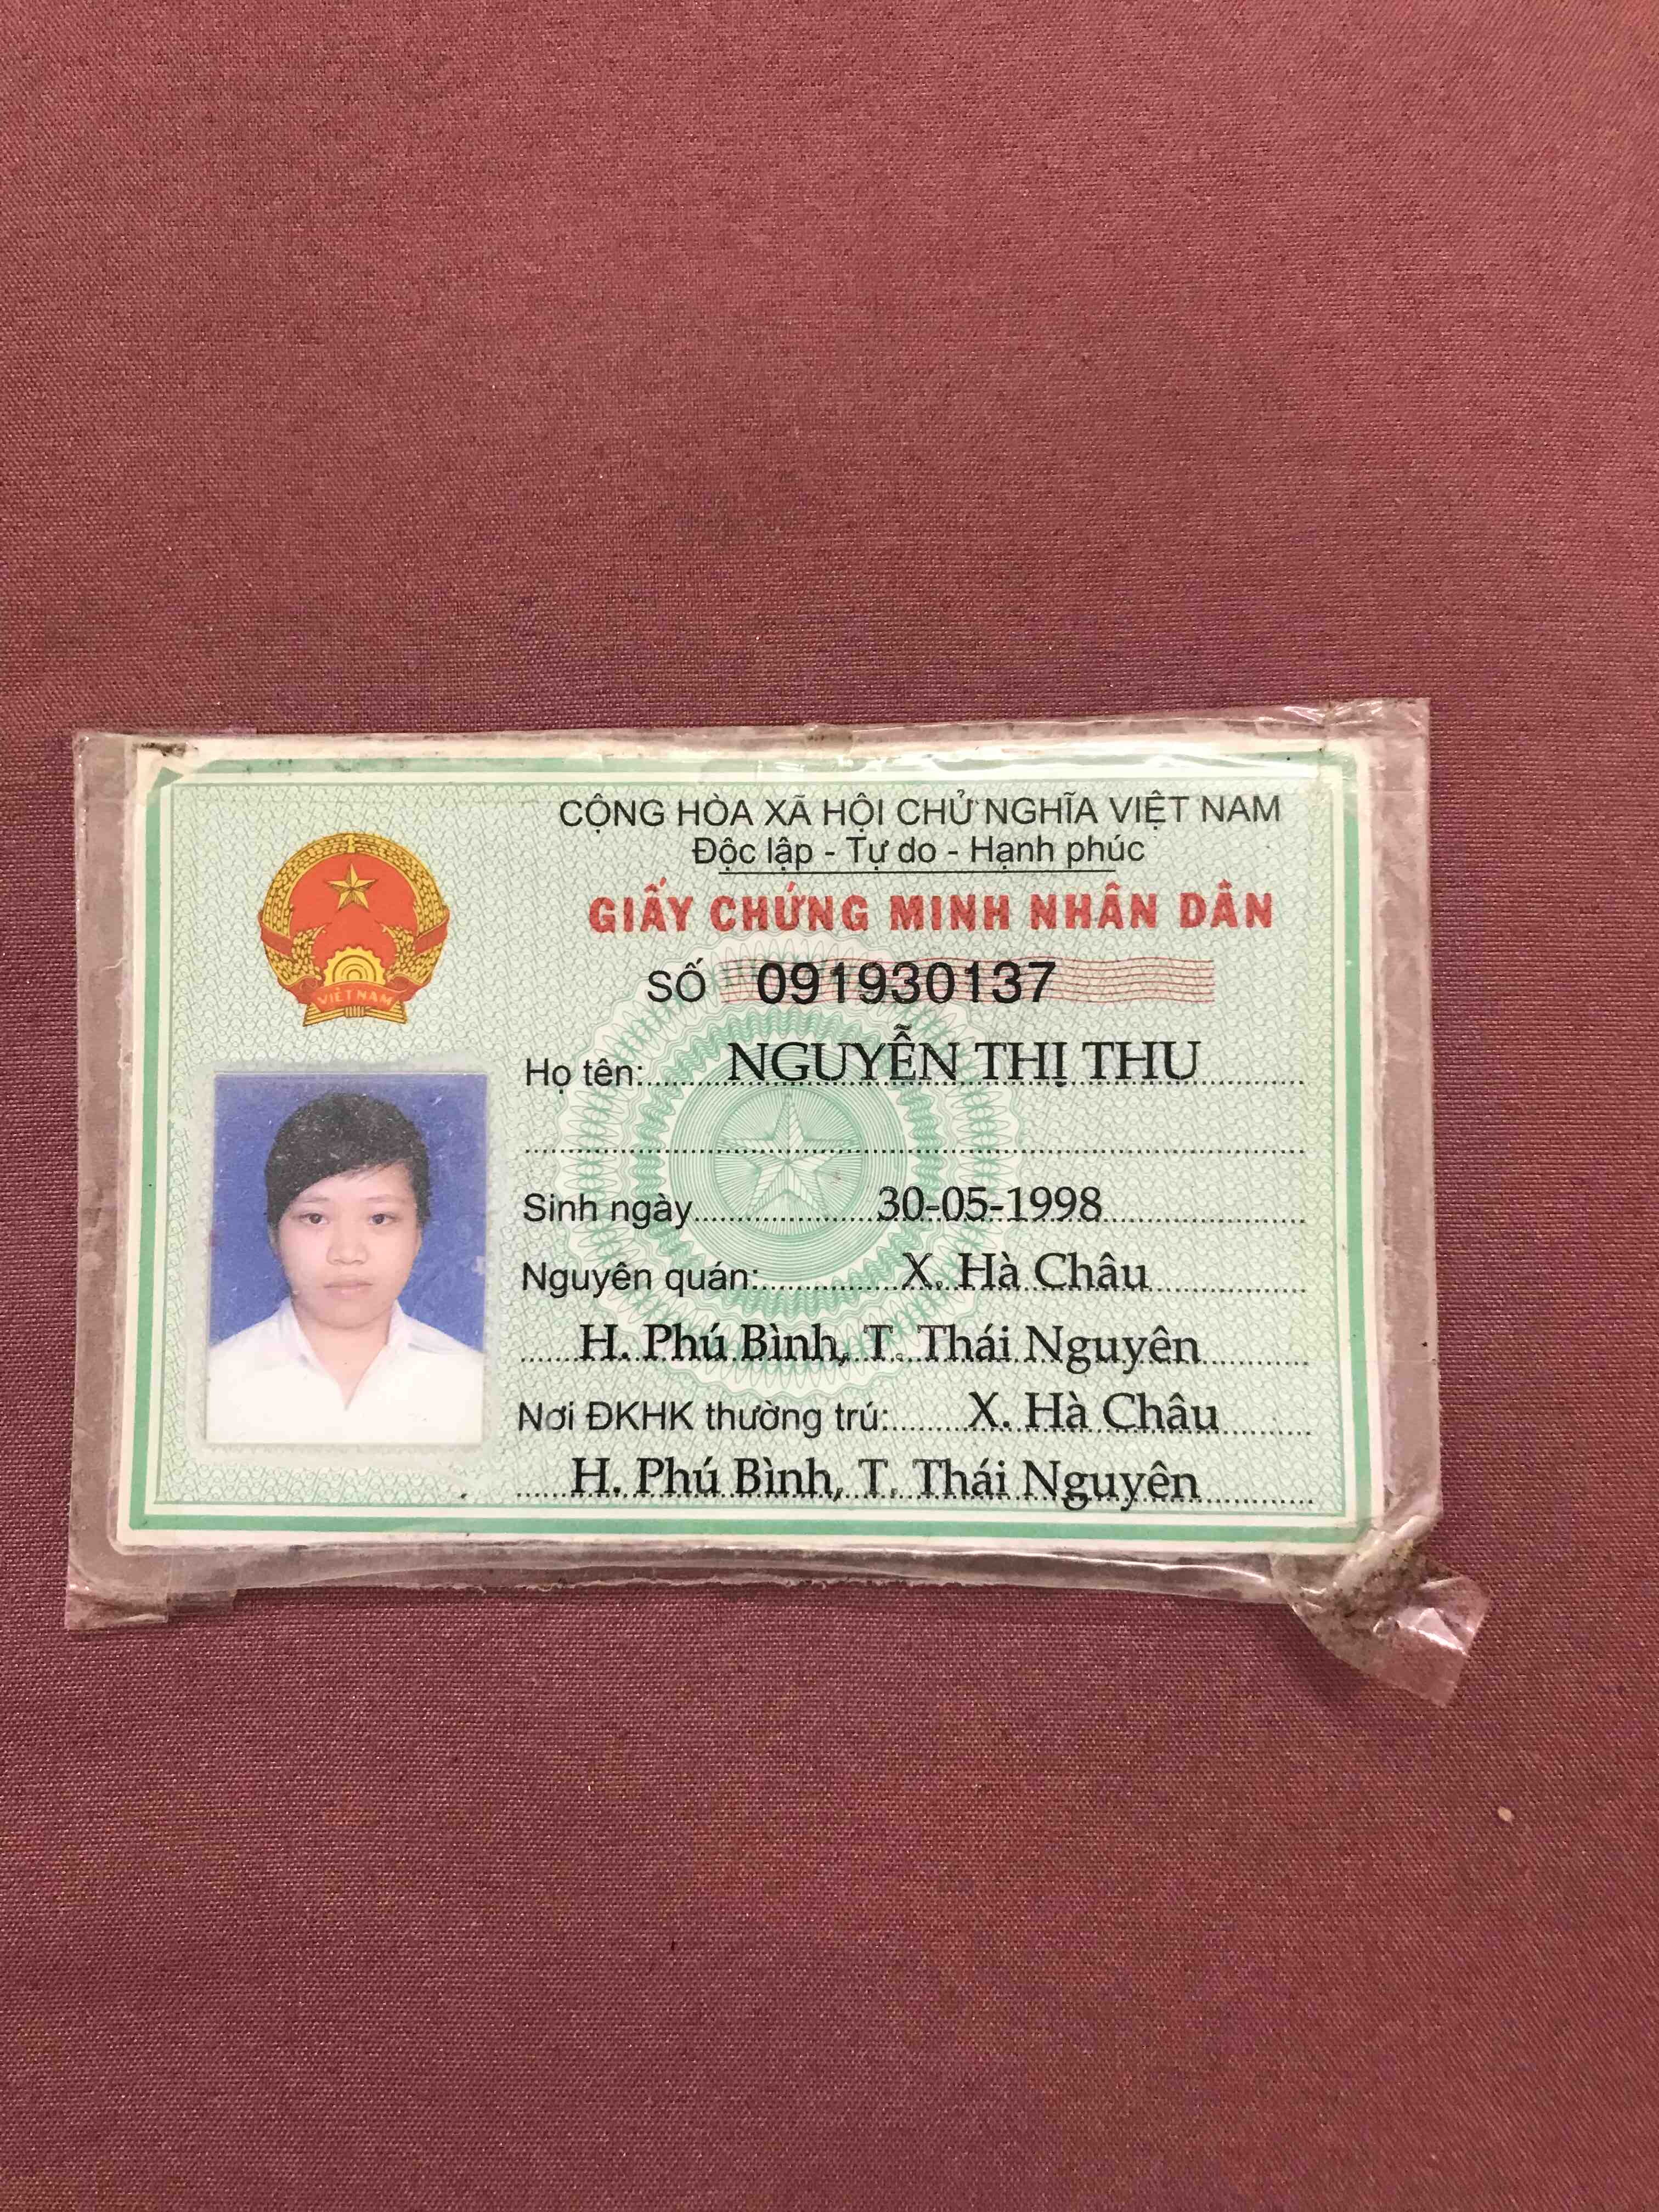 CỘNG HÒA XÃ HỘI CHỦ NGHĨA VIỆT NAM
Độc lập - Tự do - Hạnh phúc
GIẤY CHỨNG MINH NHÂN DÂN
SỐ 091930137
VIỆT NAM
Họ tên: NGUYỄN THỊ THU
Sinh ngày 30-05-1998
Nguyên quán: X. Hà Châu
H. Phú Bình, T. Thái Nguyên
Nơi ĐKHK thường trú: X. Hà Châu
H. Phú Bình, T. Thái Nguyên